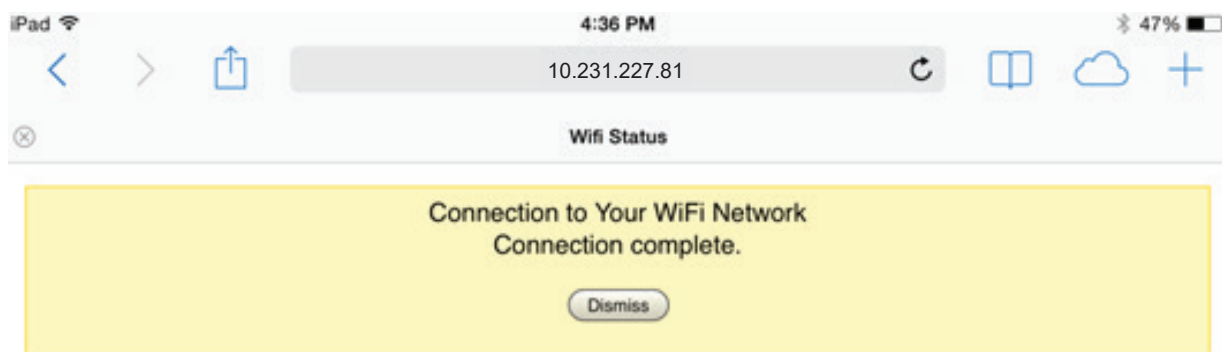 iPad 4:36 PM 47%
10.231.227.81
Wifi Status
Connection to Your WiFi Network
Connection complete.
Dismiss